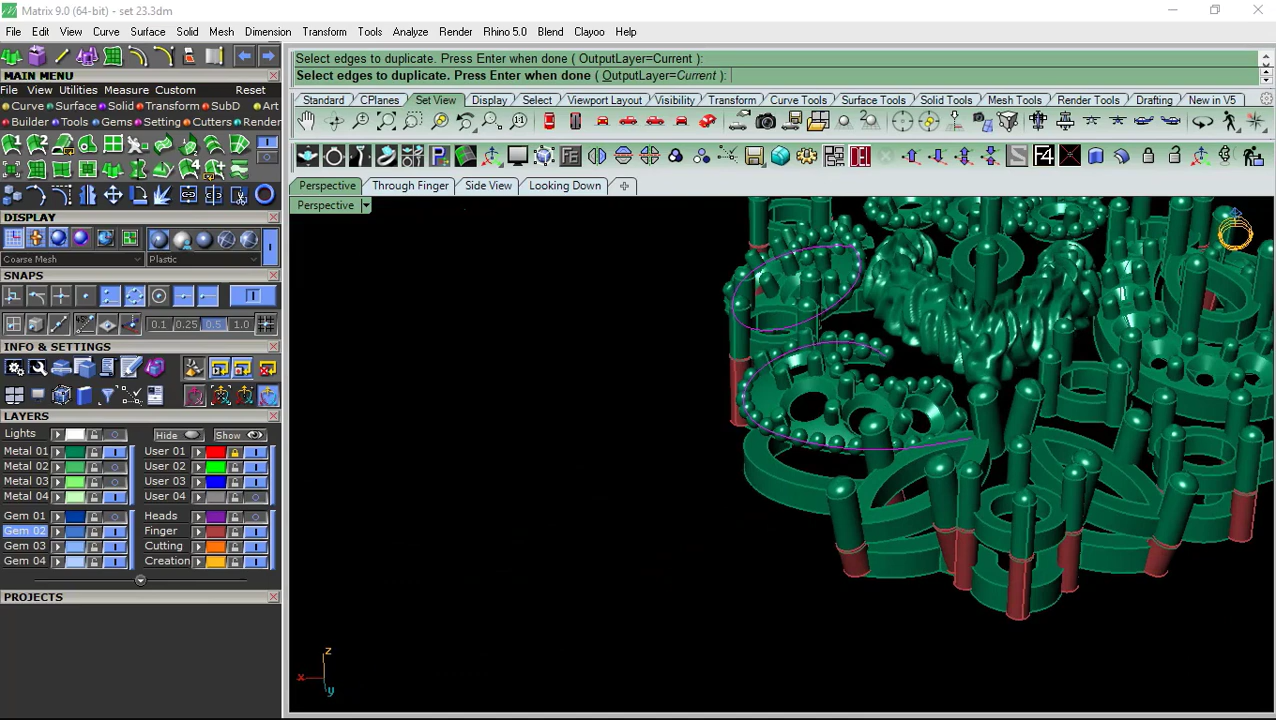 Matrix 9.0 (64-bit) - set 23.3dm
File Edit View Curve Surface Solid Mesh Dimension Transform Tools Analyze Render Rhino 5.0 Blend Clayoo Help
Select edges to duplicate. Press Enter when done ( OutputLayer=Current ):
Select edges to duplicate. Press Enter when done ( OutputLayer=Current ):
MAIN MENU
File View Utilities Measure Custom
Curve Surface Solid Transform SubD Art
Builder Tools Gems Setting Cutters Render
Standard CPlanes Set View Display Select Viewport Layout Visibility Transform Curve Tools Surface Tools Solid Tools Mesh Tools Render Tools Drafting New in V5
Perspective Through Finger Side View Looking Down
Perspective
DISPLAY
Coarse Mesh Plastic
SNAPS
0.1 0.25 0.5 1.0
INFO & SETTINGS
LAYERS
Lights Hide Show
Metal 01 User 01
Metal 02 User 02
Metal 03 User 03
Metal 04 User 04
Gem 01 Heads
Gem 02 Finger
Gem 03 Cutting
Gem 04 Creation
PROJECTS
z
x
y